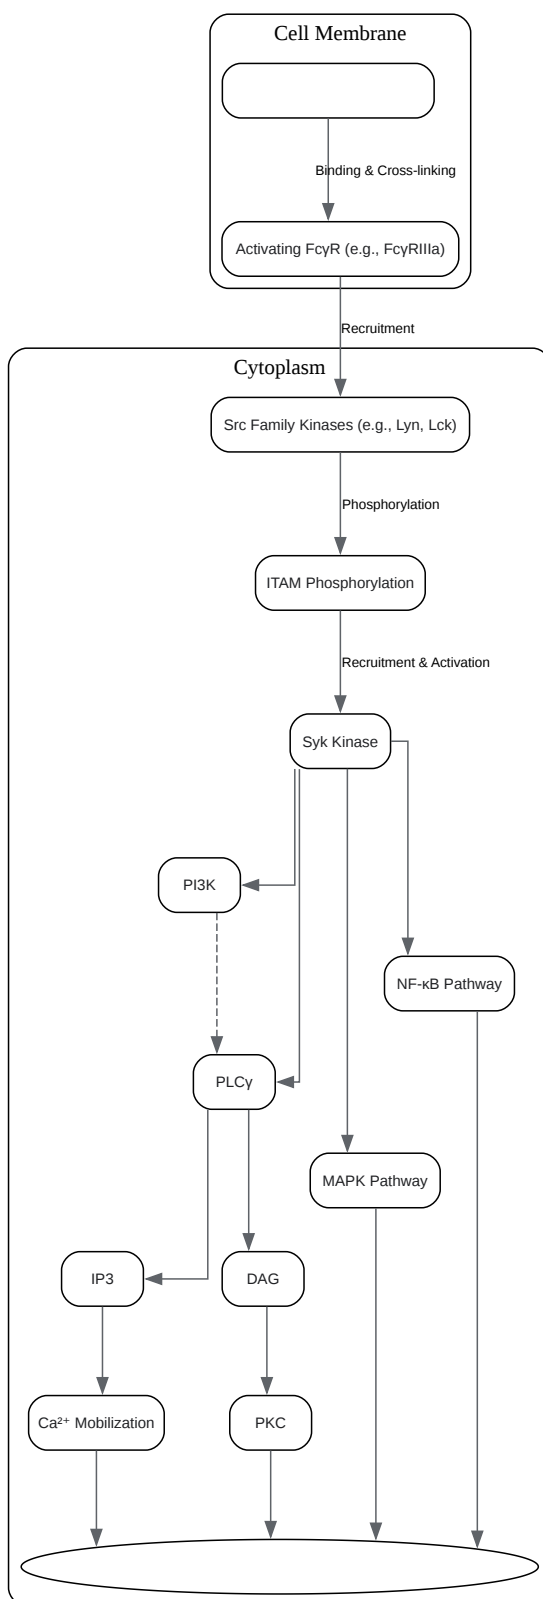 Cell Membrane
Binding & Cross-linking
Activating FcγR (e.g., FcγRIIIa)
Recruitment
Cytoplasm
Src Family Kinases (e.g., Lyn, Lck)
Phosphorylation
ITAM Phosphorylation
Recruitment & Activation
Syk Kinase
PI3K
NF-κB Pathway
PLCγ
MAPK Pathway
IP3
DAG
Ca²⁺ Mobilization
PKC